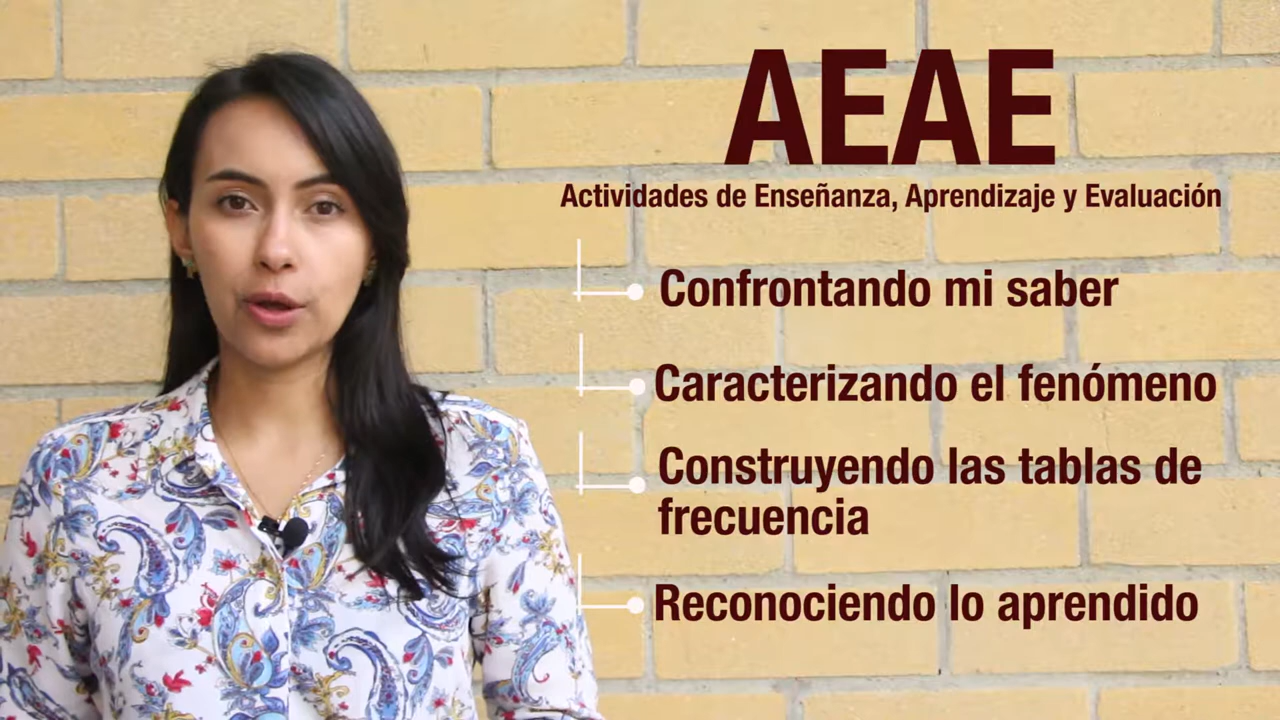 AEAE
Actividades de Enseñanza, Aprendizaje y Evaluación
Confrontando mi saber
Caracterizando el fenómeno
Construyendo las tablas de
frecuencia
Reconociendo lo aprendido